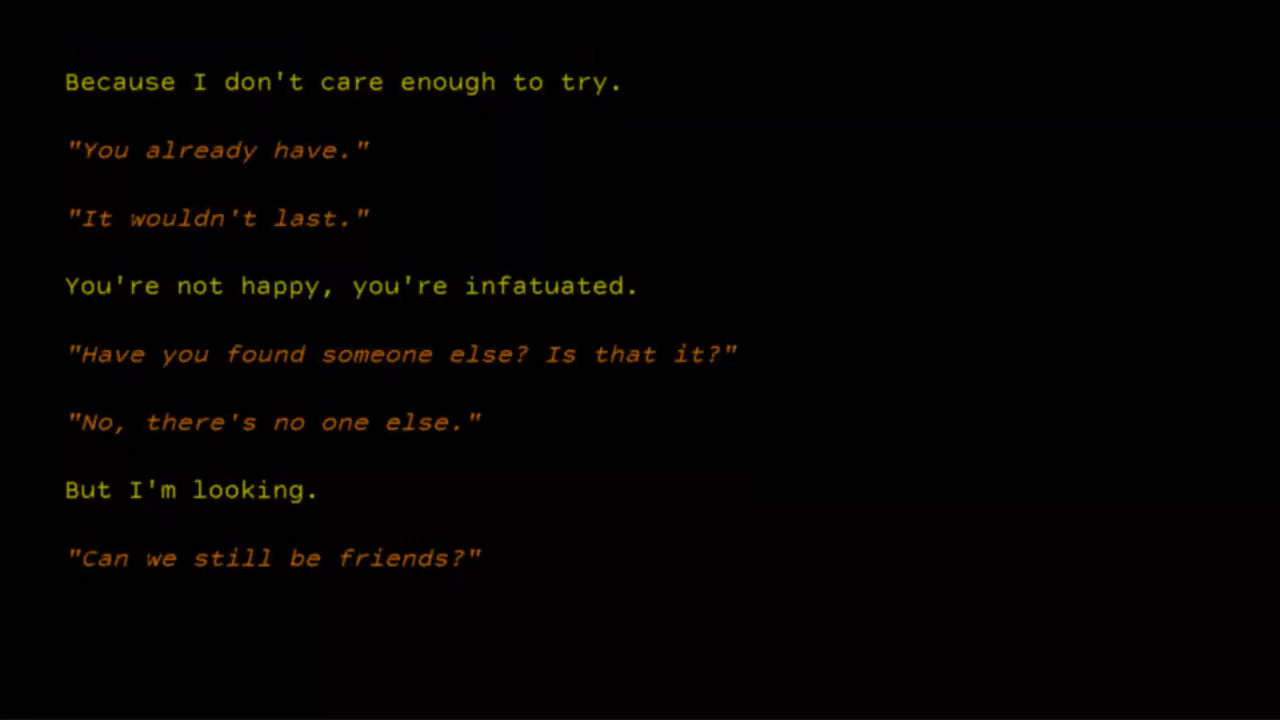 Because I don't care enough to try.
"You already have."
"It wouldn't last."
You're not happy, you're infatuated.
"Have you found someone else? Is that it?"
"No, there's no one else."
But I'm looking.
"Can we still be friends?"